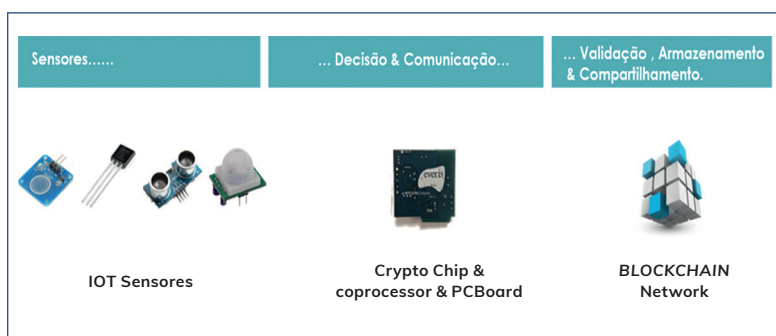 Sensores......
... Decisão & Comunicação...
... Validação , Armazenamento
& Compartilhamento.
everis
IOT Sensores
Crypto Chip &
coprocessor & PCBoard
BLOCKCHAIN
Network